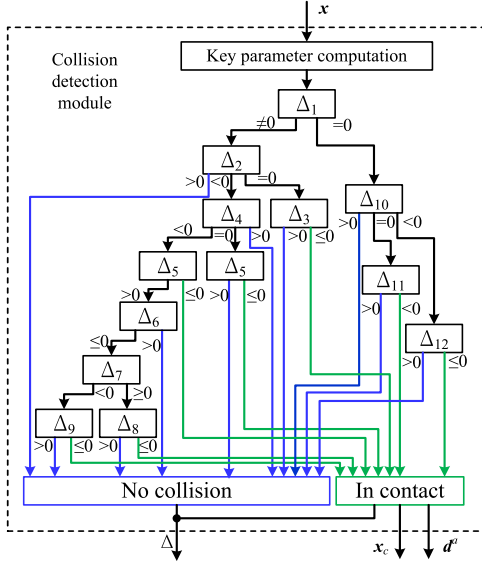 x
Collision
detection
module
Key parameter computation
Δ1
≠0
=0
Δ2
>0
<0
=0
Δ10
>0
=0
<0
Δ4
<0
=0
>0
Δ3
>0
≤0
Δ5
>0
≤0
Δ5
>0
≤0
Δ11
>0
<0
Δ6
≤0
>0
Δ12
>0
≤0
Δ7
<0
≥0
Δ9
>0
≤0
Δ8
>0
≤0
No collision
In contact
Δ
xc
dᵃ